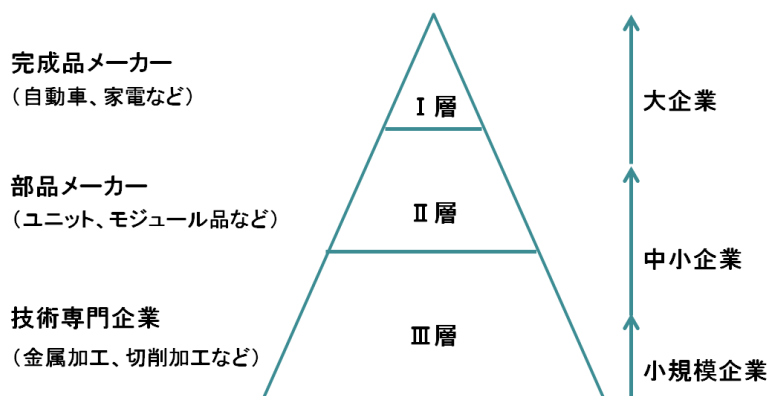 完成品メーカー
（自動車、家電など）
Ⅰ層
大企業
部品メーカー
（ユニット、モジュール品など）
Ⅱ層
中小企業
技術専門企業
（金属加工、切削加工など）
Ⅲ層
小規模企業